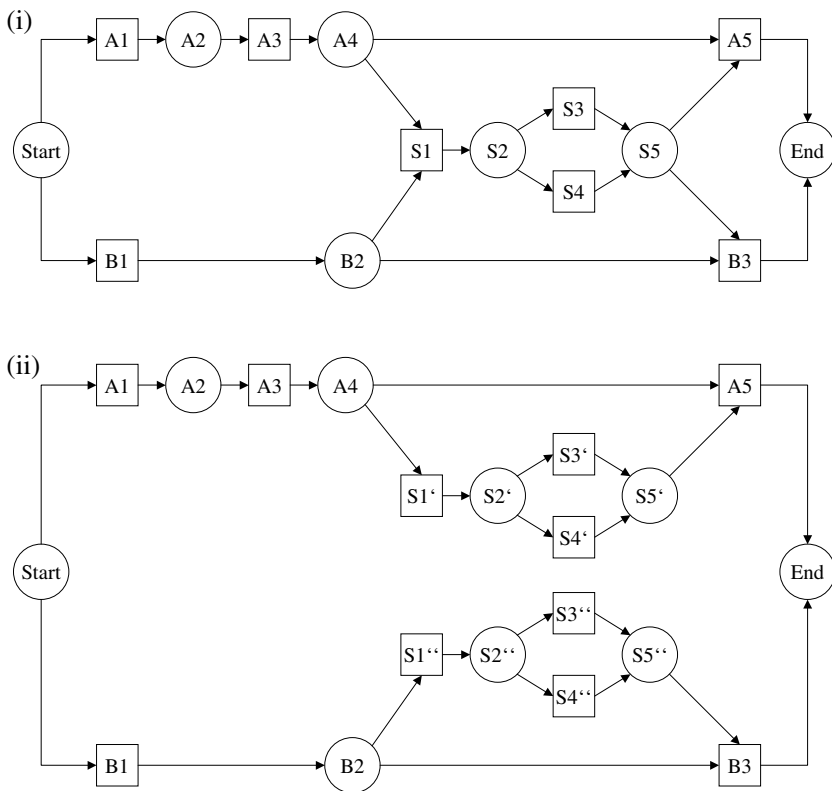 (i)
A1 A2 A3 A4 A5
S3
Start S1 S2 S5 End
S4
B1 B2 B3
(ii)
A1 A2 A3 A4 A5
S3‘
S1‘ S2‘ S5‘
S4‘
Start End
S3‘‘
S1‘‘ S2‘‘ S5‘‘
S4‘‘
B1 B2 B3